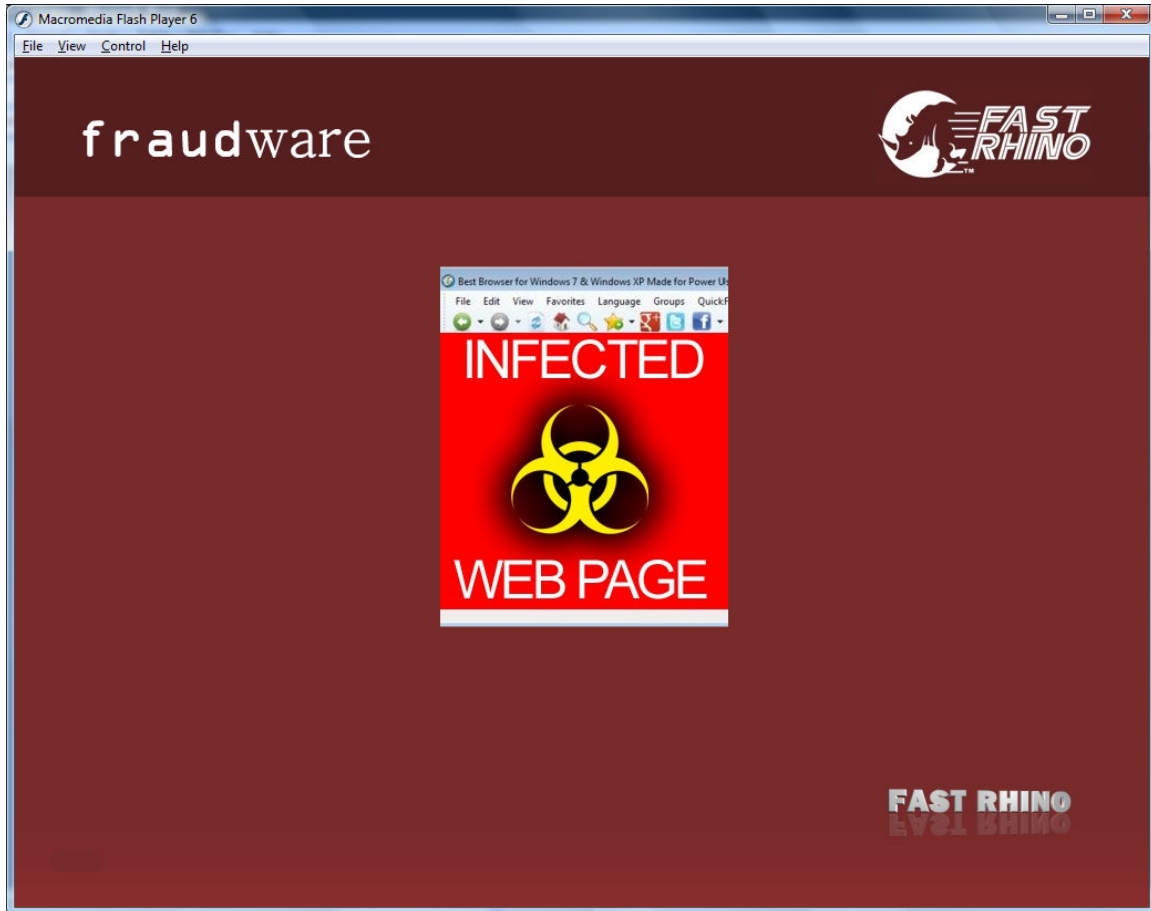 Macromedia Flash Player 6
File View Control Help
fraudware
FAST
RHINO
TM
Best Browser for Windows 7 & Windows XP Made for Power Us
File Edit View Favorites Language Groups QuickF
INFECTED
WEB PAGE
FAST RHINO